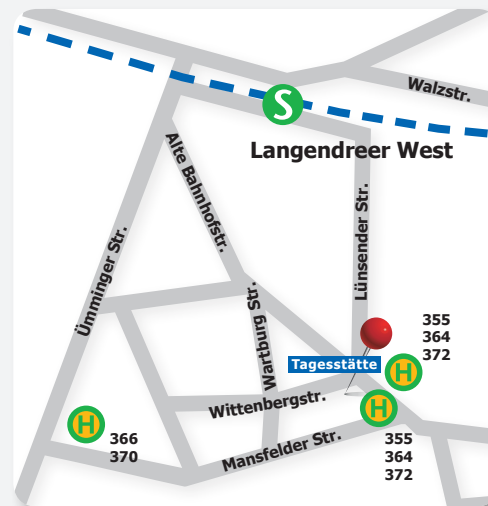 Walzstr.
S
Langendreer West
Alte Bahnhofstr.
Lünsender Str.
Ümminger Str.
Wartburg Str.
355
364
372
Tagesstätte
H
Wittenbergstr.
H
H
366
370
Mansfelder Str.
355
364
372